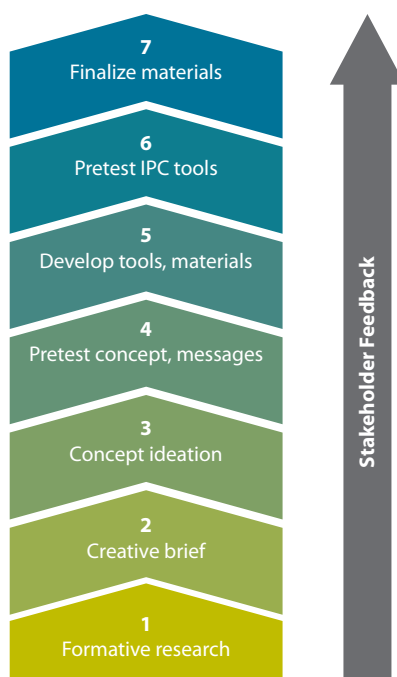 7
Finalize materials
6
Pretest IPC tools
5
Develop tools, materials
4
Pretest concept, messages
3
Concept ideation
2
Creative brief
1
Formative research
Stakeholder Feedback